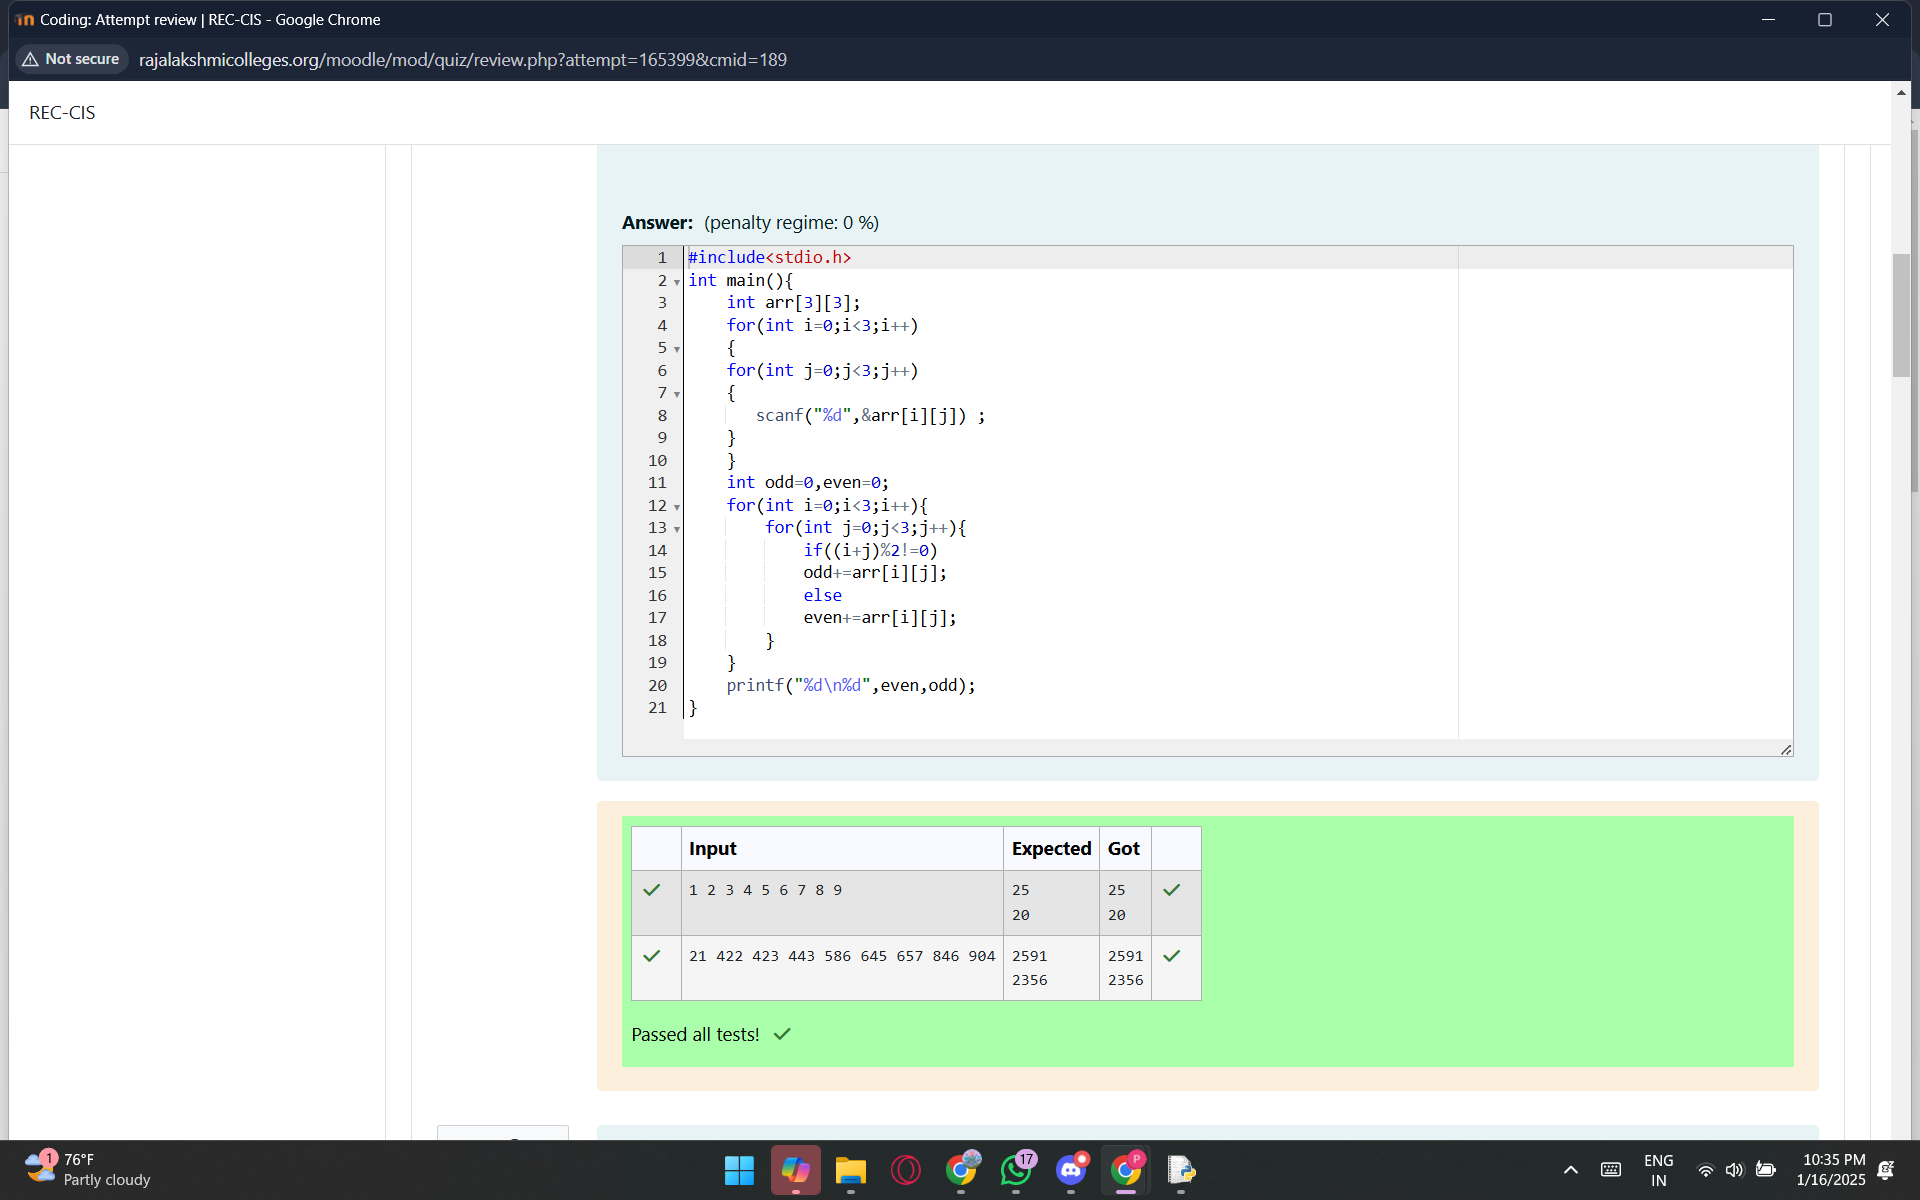 Coding: Attempt review | REC-CIS - Google Chrome
Not secure rajalakshmicolleges.org/moodle/mod/quiz/review.php?attempt=165399&cmid=189
REC-CIS
Answer: (penalty regime: 0 %)
1 #include<stdio.h>
2 int main(){
3     int arr[3][3];
4     for(int i=0;i<3;i++)
5     {
6     for(int j=0;j<3;j++)
7     {
8        scanf("%d",&arr[i][j]) ;
9     }
10     }
11     int odd=0,even=0;
12     for(int i=0;i<3;i++){
13         for(int j=0;j<3;j++){
14             if((i+j)%2!=0)
15             odd+=arr[i][j];
16             else
17             even+=arr[i][j];
18         }
19     }
20     printf("%d\n%d",even,odd);
21 }
Input Expected Got
1 2 3 4 5 6 7 8 9 25 25
20 20
21 422 423 443 586 645 657 846 904 2591 2591
2356 2356
Passed all tests!
1 76°F
Partly cloudy
17
P
ENG
IN
10:35 PM
1/16/2025